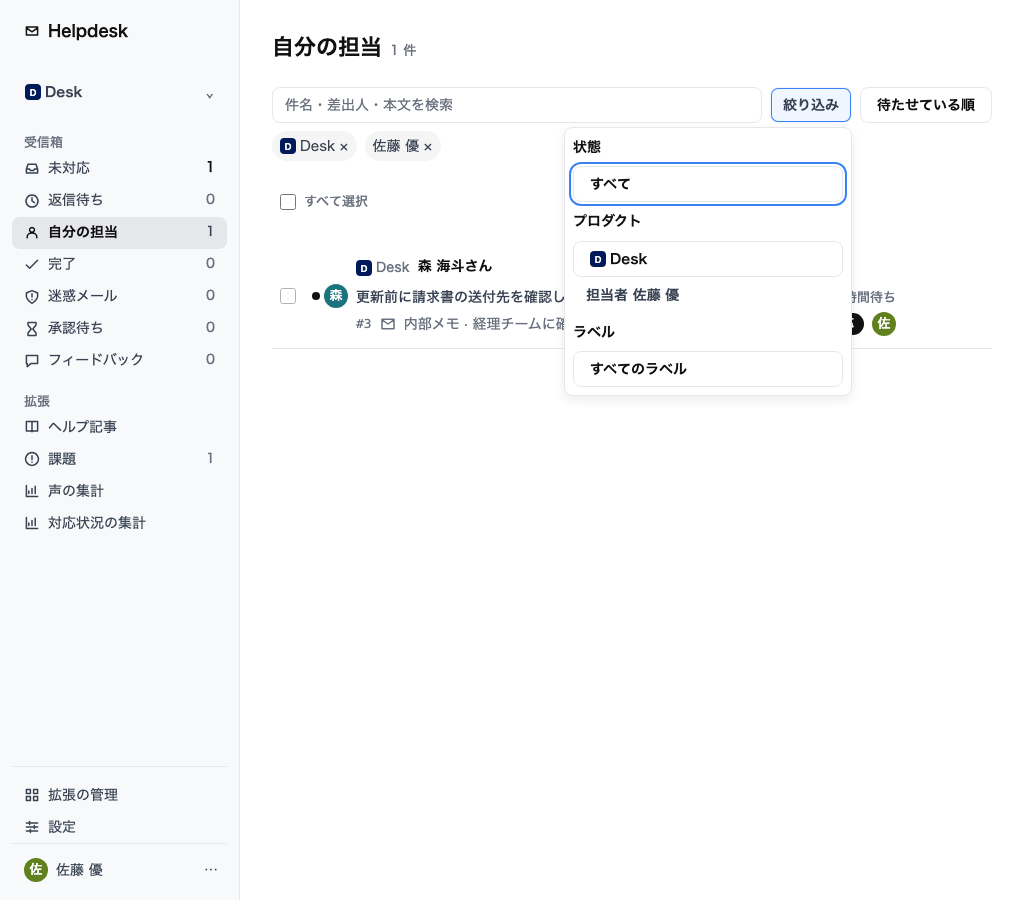 Helpdesk
D Desk
受信箱
未対応 1
返信待ち 0
自分の担当 1
完了 0
迷惑メール 0
承認待ち 0
フィードバック 0
拡張
ヘルプ記事
課題 1
声の集計
対応状況の集計
拡張の管理
設定
佐 佐藤 優 …
自分の担当 1 件
件名・差出人・本文を検索 絞り込み 待たせている順
D Desk × 佐藤 優 ×
すべて選択
D Desk 森 海斗さん
森 更新前に請求書の送付先を確認し
時間待ち
#3 内部メモ · 経理チームに確
佐
状態
すべて
プロダクト
D Desk
担当者 佐藤 優
ラベル
すべてのラベル